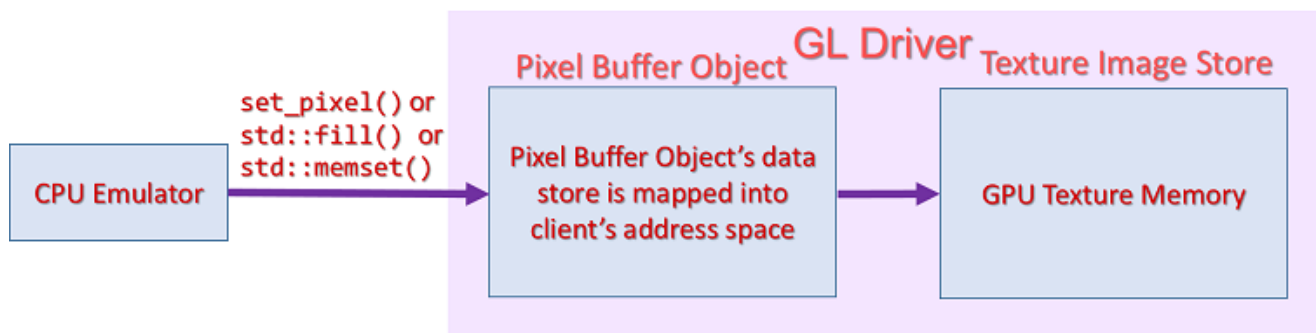 GL Driver
Pixel Buffer Object
Texture Image Store
set_pixel() or
std::fill() or
std::memset()
CPU Emulator
Pixel Buffer Object’s data
store is mapped into
client’s address space
GPU Texture Memory